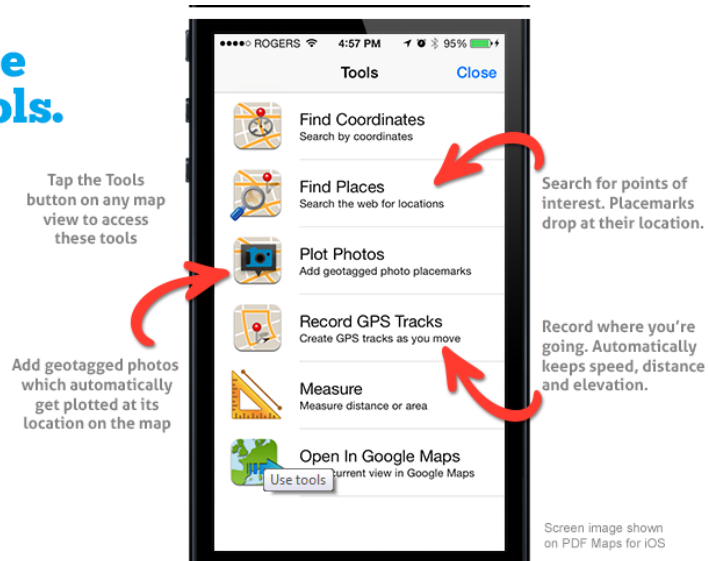 e
ols.
ROGERS 4:57 PM 95%
Tools Close
Find Coordinates
Search by coordinates
Find Places
Search the web for locations
Plot Photos
Add geotagged photo placemarks
Record GPS Tracks
Create GPS tracks as you move
Measure
Measure distance or area
Open In Google Maps
current view in Google Maps
Use tools
Tap the Tools
button on any map
view to access
these tools
Add geotagged photos
which automatically
get plotted at its
location on the map
Search for points of
interest. Placemarks
drop at their location.
Record where you're
going. Automatically
keeps speed, distance
and elevation.
Screen image shown
on PDF Maps for iOS